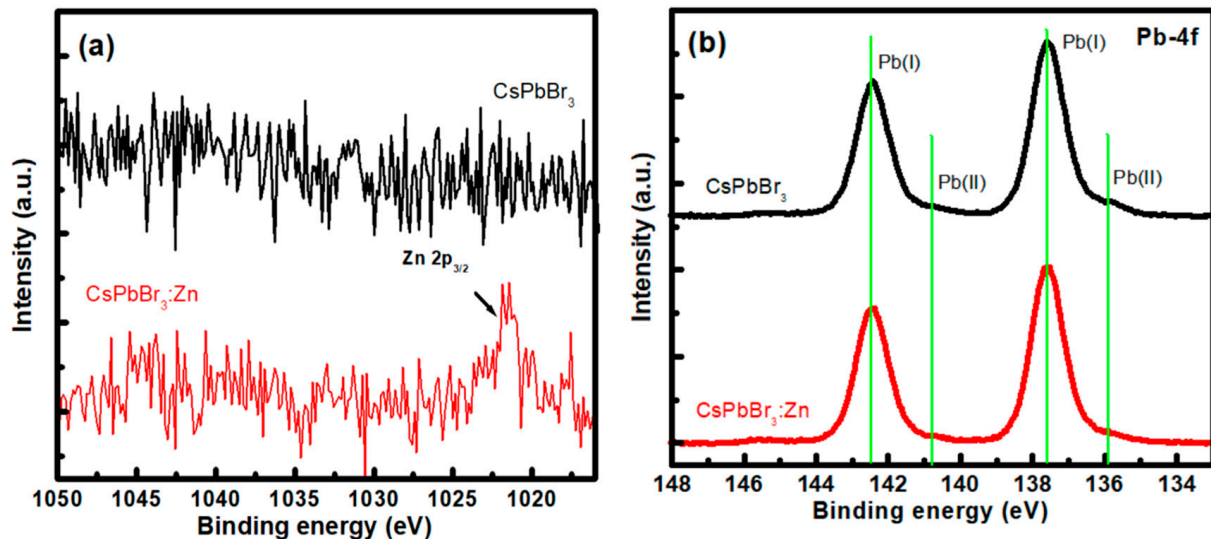 (a)
CsPbBr₃
Zn 2p₃/₂
CsPbBr₃:Zn
Intensity (a.u.)
1050 1045 1040 1035 1030 1025 1020
Binding energy (eV)
(b)
Pb-4f
Pb(I)
Pb(I)
Pb(II)
Pb(II)
CsPbBr₃
CsPbBr₃:Zn
Intensity (a.u.)
148 146 144 142 140 138 136 134
Binding energy (eV)